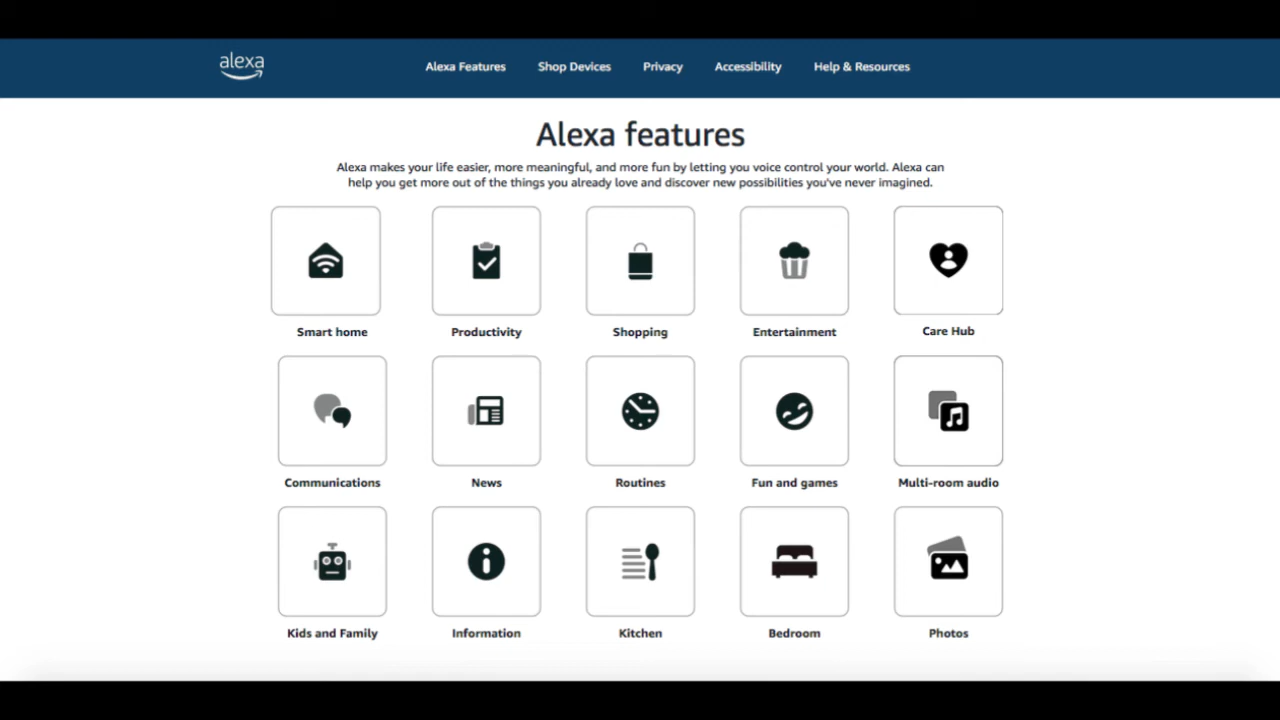 alexa
Alexa Features
Shop Devices
Privacy
Accessibility
Help & Resources
Alexa features
Alexa makes your life easier, more meaningful, and more fun by letting you voice control your world. Alexa can
help you get more out of the things you already love and discover new possibilities you've never imagined.
Smart home
Productivity
Shopping
Entertainment
Care Hub
Communications
News
Routines
Fun and games
Multi-room audio
Kids and Family
Information
Kitchen
Bedroom
Photos